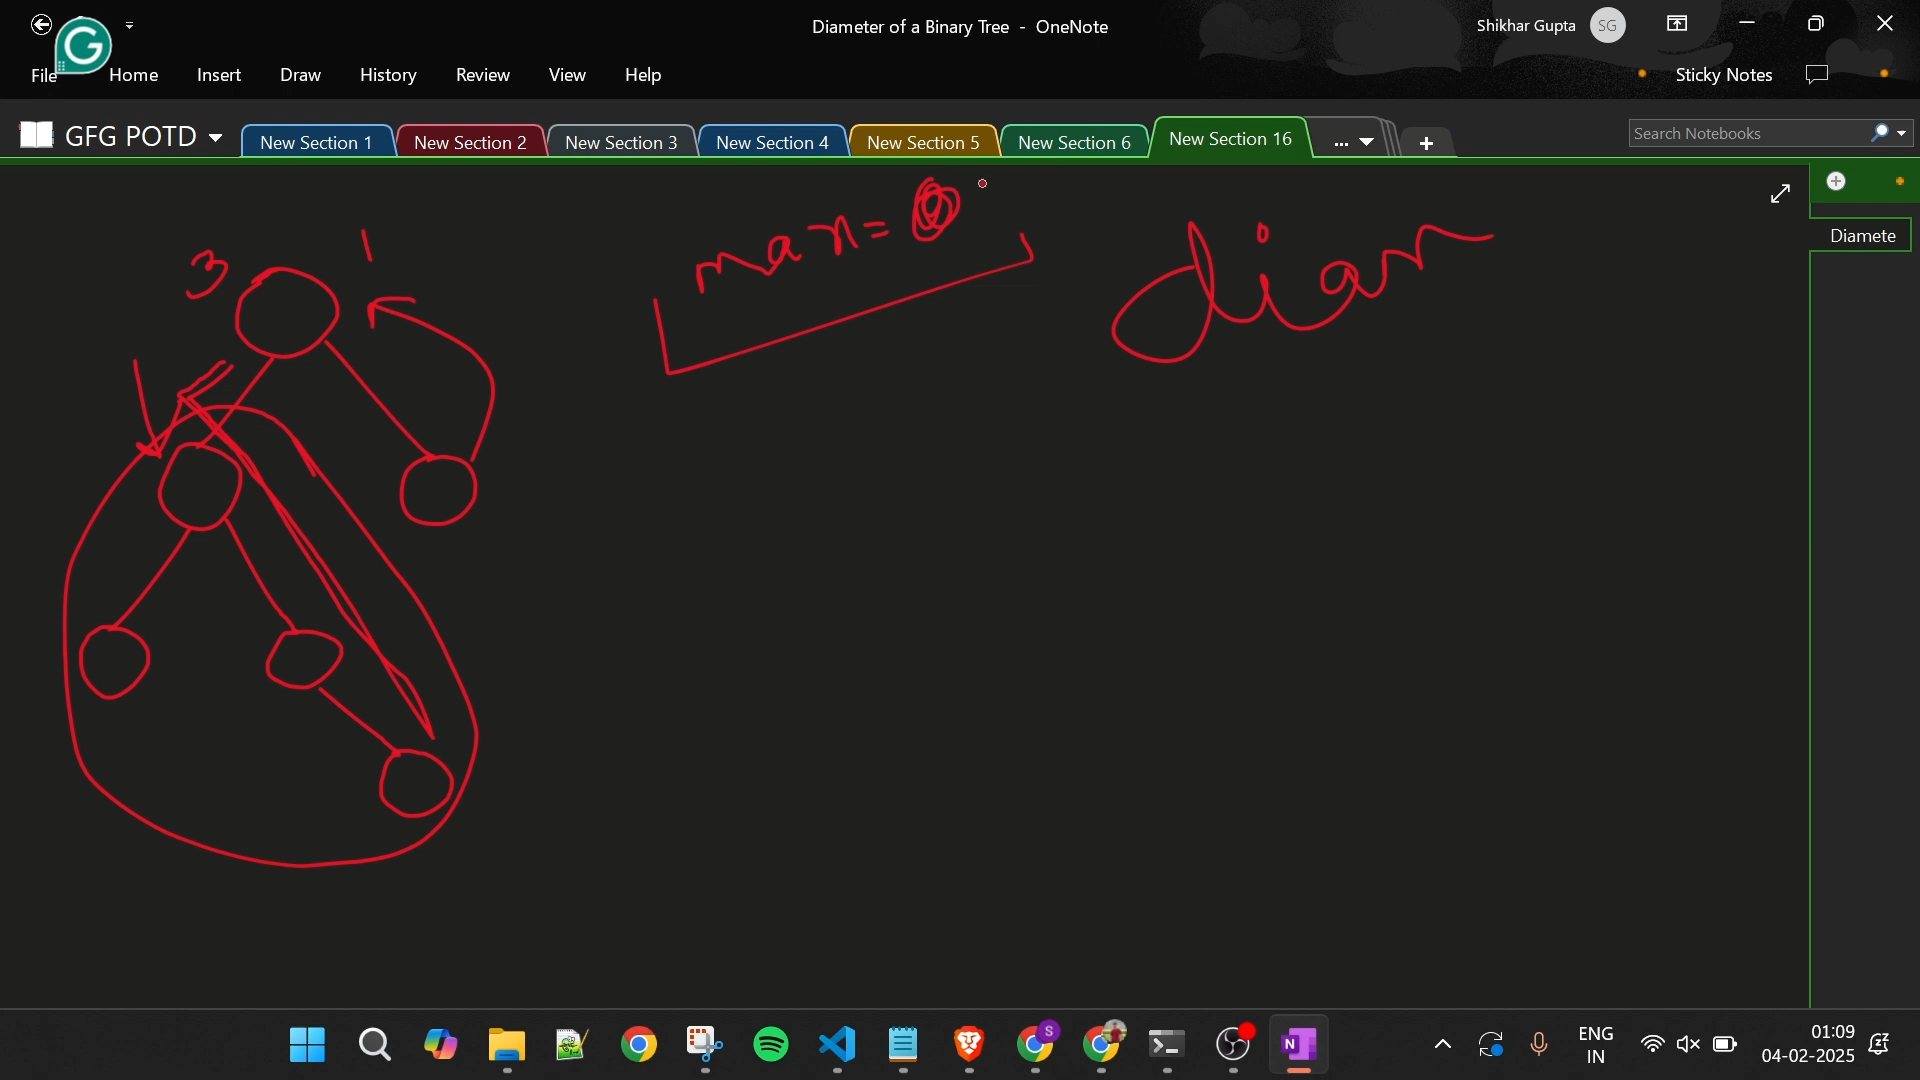 Diameter of a Binary Tree - OneNote
Shikhar Gupta
SG
G
File
Home
Insert
Draw
History
Review
View
Help
Sticky Notes
GFG POTD
New Section 1
New Section 2
New Section 3
New Section 4
New Section 5
New Section 6
New Section 16
...
Search Notebooks
Diamete
3
1
max=
diam
S
N
ENG
IN
01:09
04-02-2025